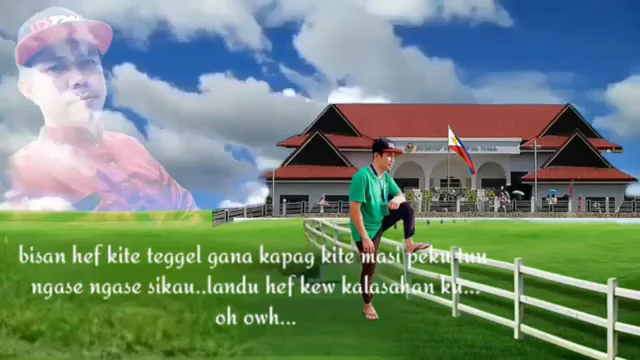 bisan hef kite teggel gana kapag kite masi peku tuu
ngase ngase sikau..landu hef kew kalasahan ku...
oh owh...